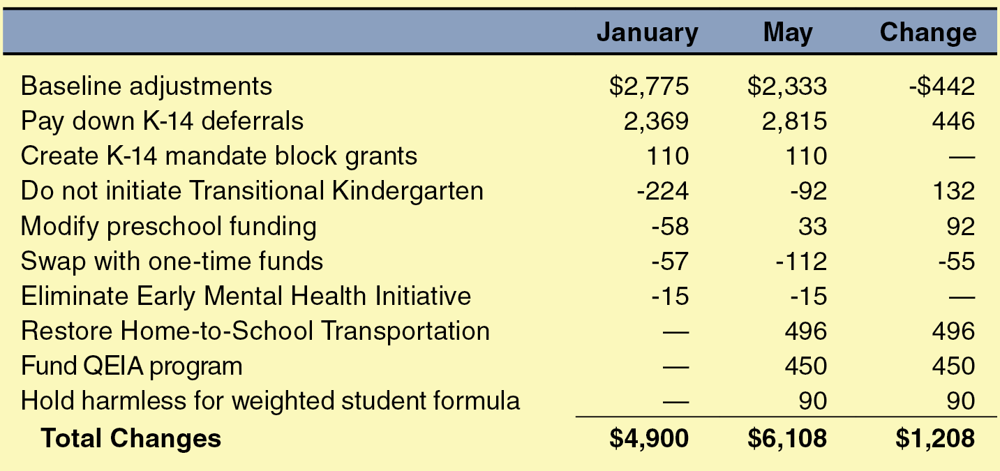 January May Change
Baseline adjustments $2,775 $2,333 -$442
Pay down K-14 deferrals 2,369 2,815 446
Create K-14 mandate block grants 110 110 —
Do not initiate Transitional Kindergarten -224 -92 132
Modify preschool funding -58 33 92
Swap with one-time funds -57 -112 -55
Eliminate Early Mental Health Initiative -15 -15 —
Restore Home-to-School Transportation — 496 496
Fund QEIA program — 450 450
Hold harmless for weighted student formula — 90 90
Total Changes $4,900 $6,108 $1,208